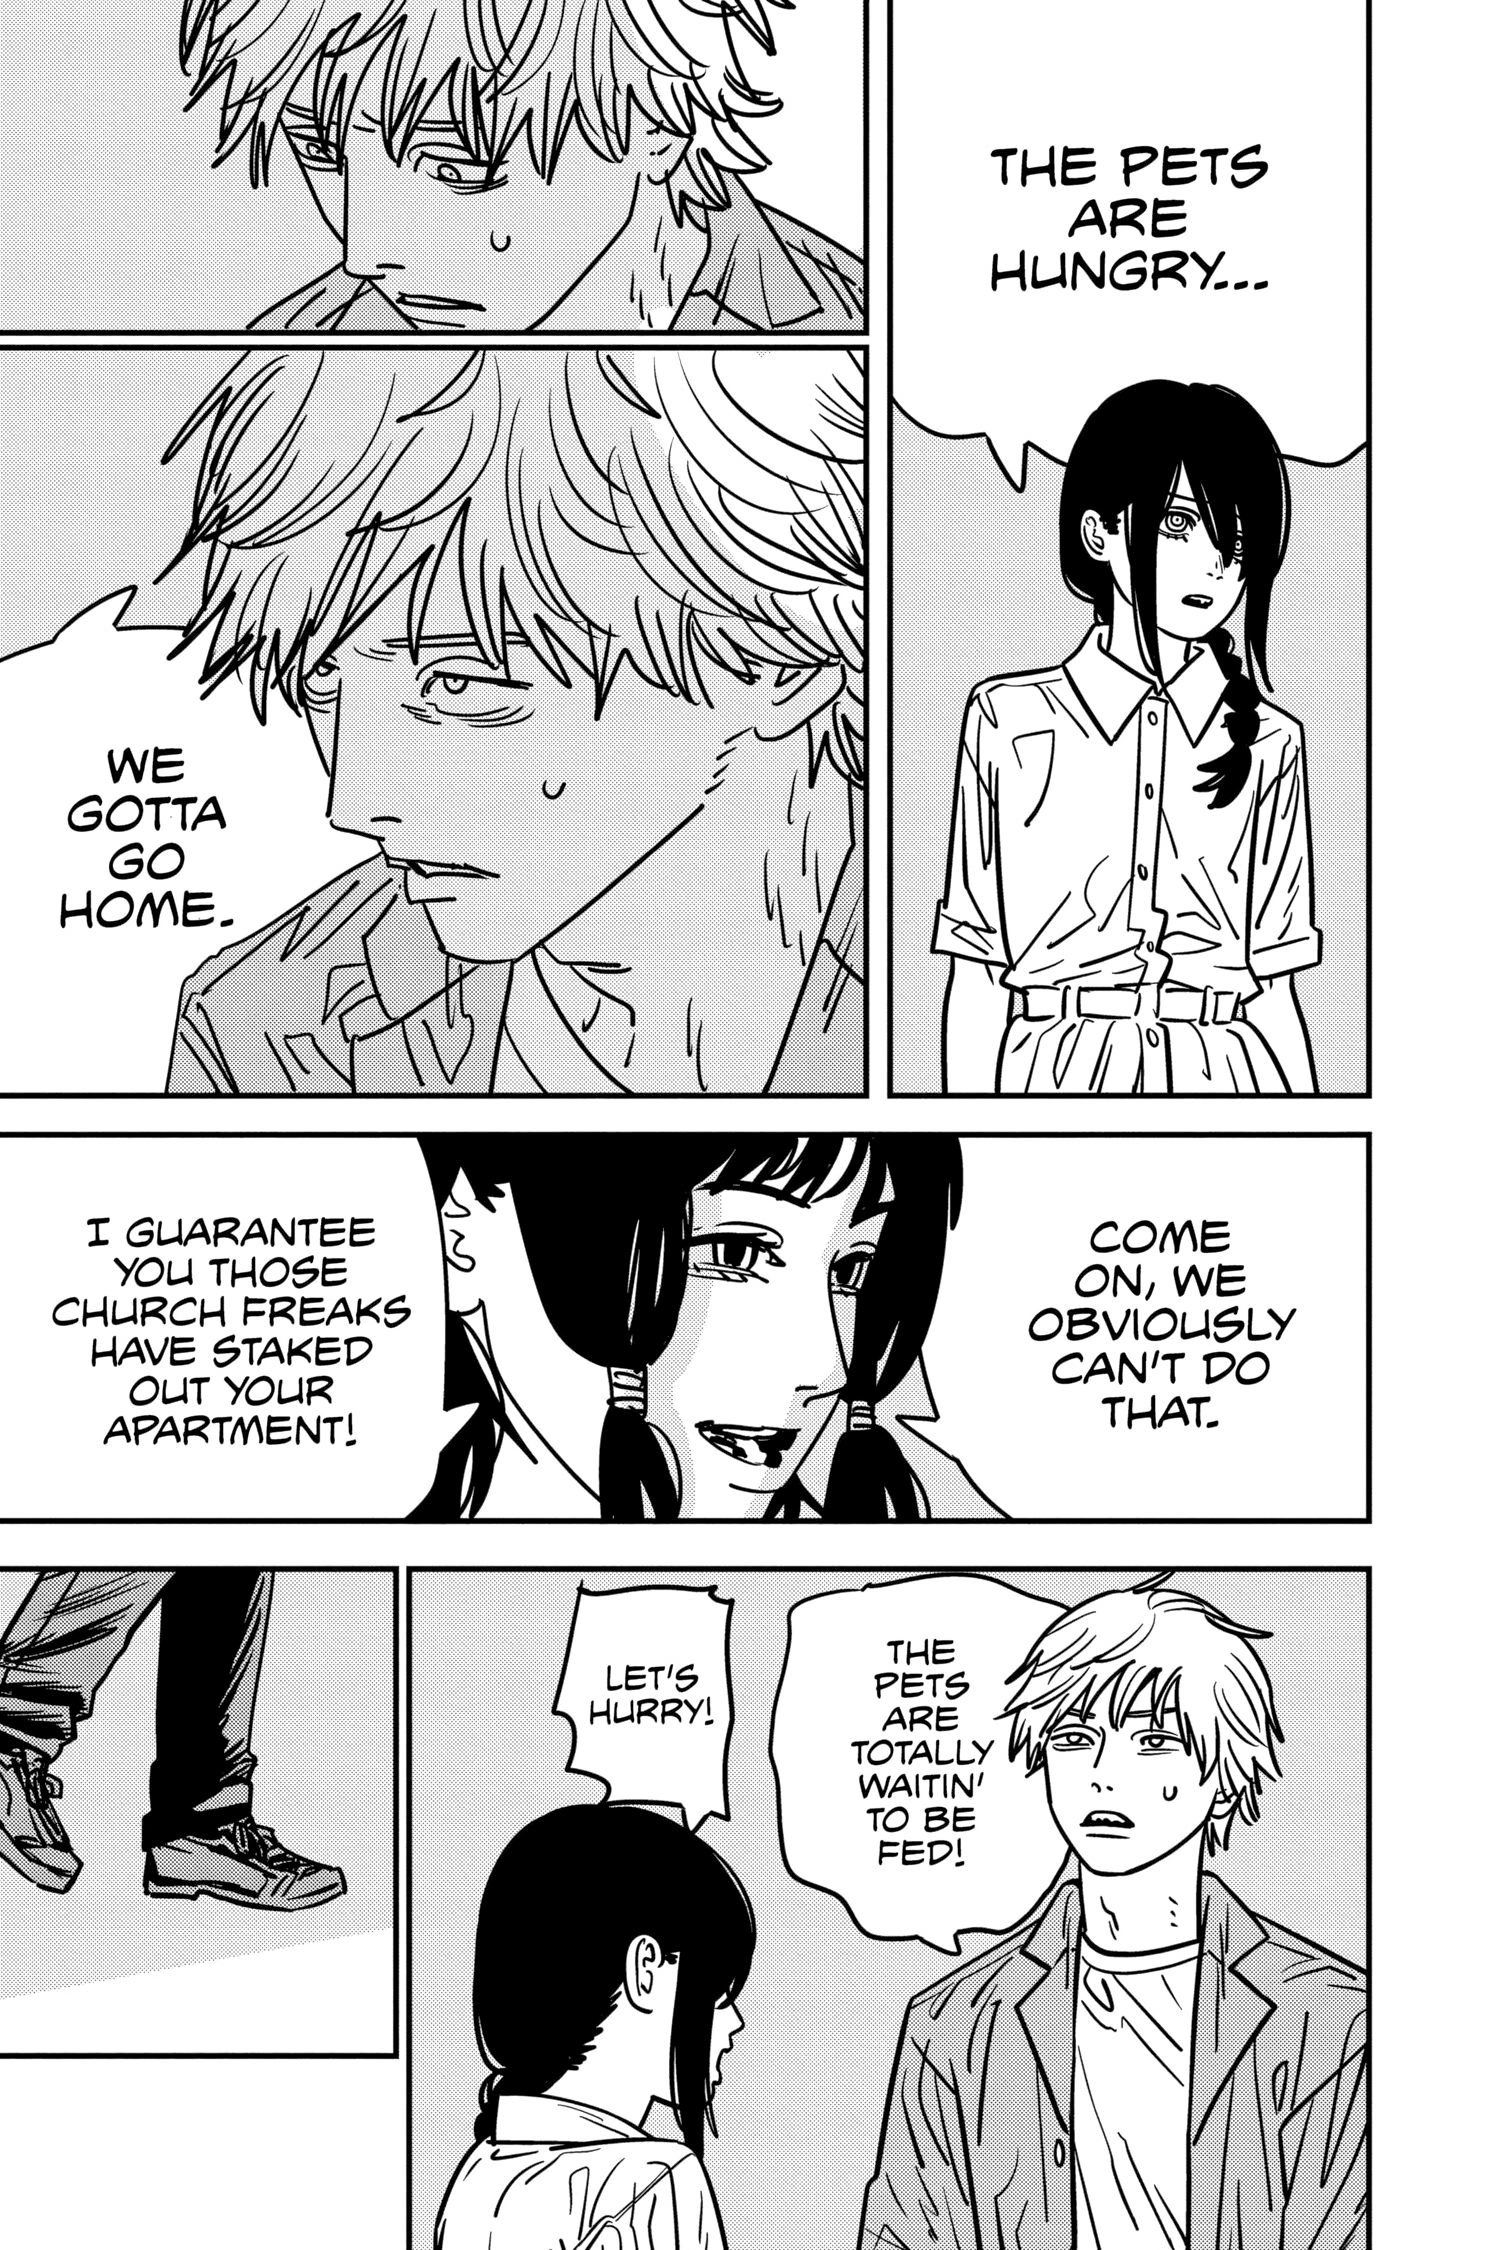 THE PETS
ARE
HUNGRY...
WE
GOTTA
GO
HOME.
COME
ON, WE
OBVIOUSLY
CAN'T DO
THAT.
I GUARANTEE
YOU THOSE
CHURCH FREAKS
HAVE STAKED
OUT YOUR
APARTMENT!
THE
PETS
ARE
TOTALLY
WAITIN'
TO BE
FED!
LET'S
HURRY!